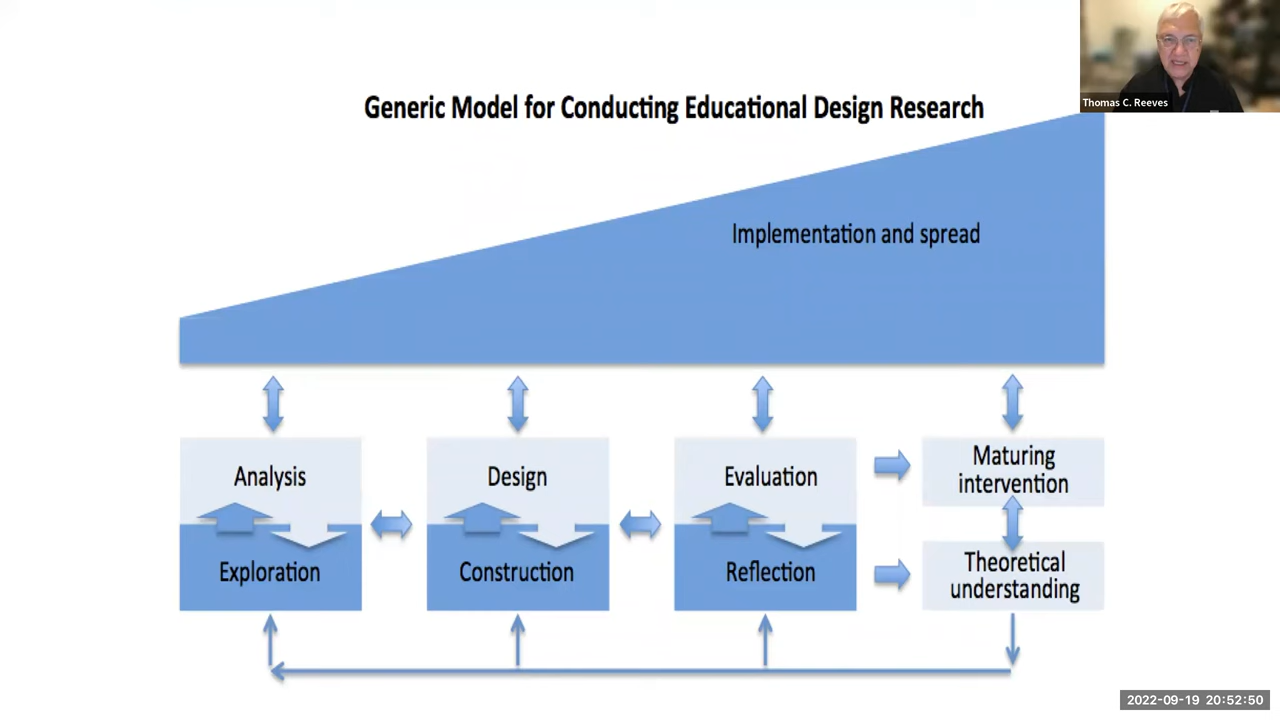 Thomas C. Reeves
Generic Model for Conducting Educational Design Research
Implementation and spread
Analysis
Exploration
Design
Construction
Evaluation
Reflection
Maturing
intervention
Theoretical
understanding
2022-09-19 20:52:50